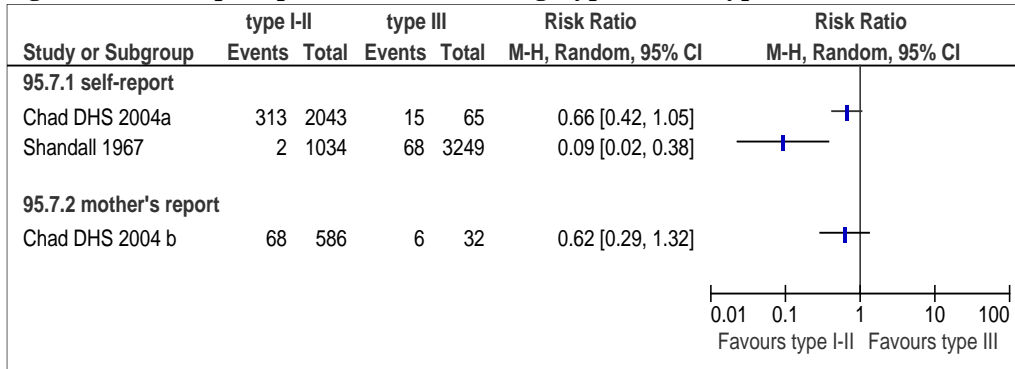 type I-II type III Risk Ratio Risk Ratio
Study or Subgroup Events Total Events Total M-H, Random, 95% CI M-H, Random, 95% CI
95.7.1 self-report
Chad DHS 2004a 313 2043 15 65 0.66 [0.42, 1.05]
Shandall 1967 2 1034 68 3249 0.09 [0.02, 0.38]
95.7.2 mother's report
Chad DHS 2004 b 68 586 6 32 0.62 [0.29, 1.32]
0.01 0.1 1 10 100
Favours type I-II Favours type III